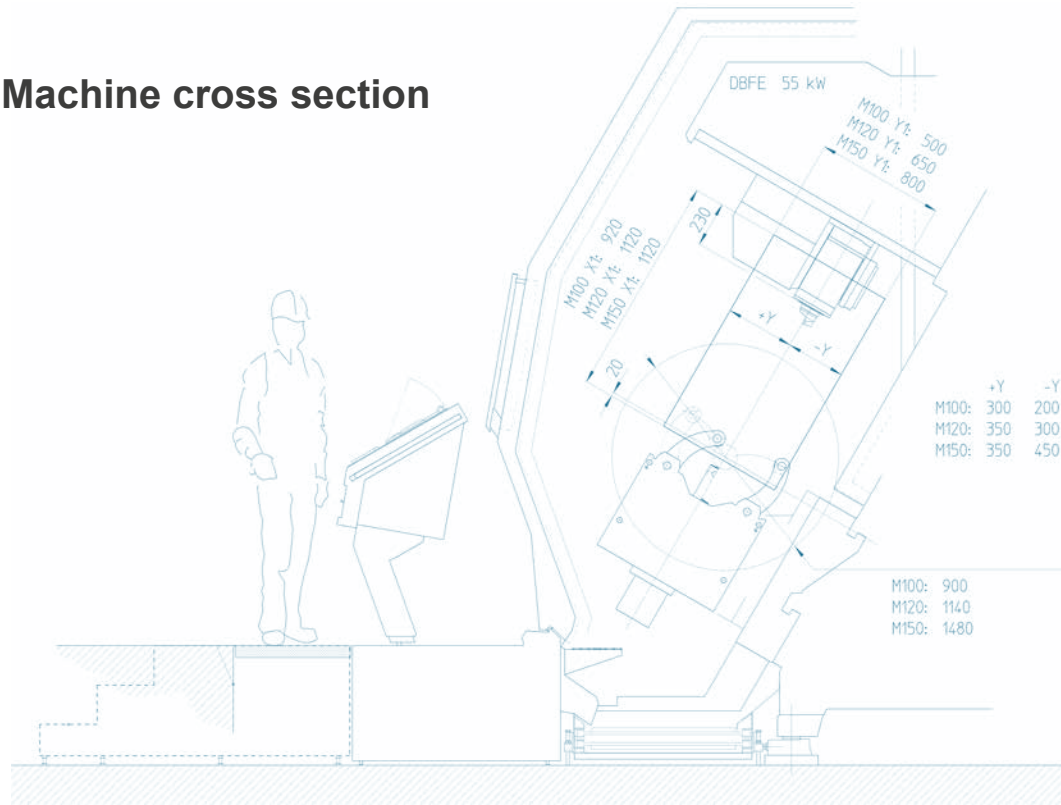 Machine cross section
DBFE 55 kW
M100 Y1: 500
M120 Y1: 650
M150 Y1: 800
230
M100 X1: 920
M120 X1: 1120
M150 X1: 1120
+Y
-Y
20
+Y -Y
M100: 300 200
M120: 350 300
M150: 350 450
M100: 900
M120: 1140
M150: 1480